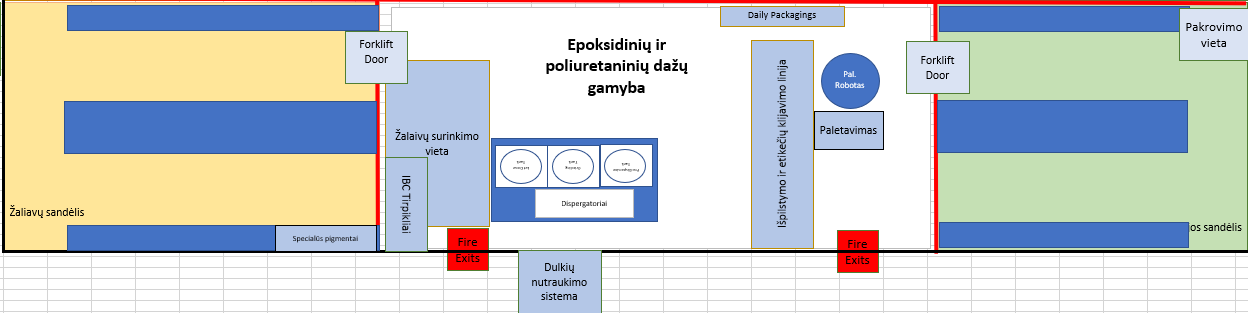 Daily Packagings
Pakrovimo
vieta
Forklift
Door
Epoksidinių ir
poliuretaninių dažų
gamyba
Forklift
Door
Pal.
Robotas
Išpilstymo ir etikečių klijavimo linija
Paletavimas
Žalaivų surinkimo
vieta
IBC Tirpikliai
Dispergatoriai
Žaliavų sandėlis
Specialūs pigmentai
Fire
Exits
Fire
Exits
os sandėlis
Dulkių
nutraukimo
sistema